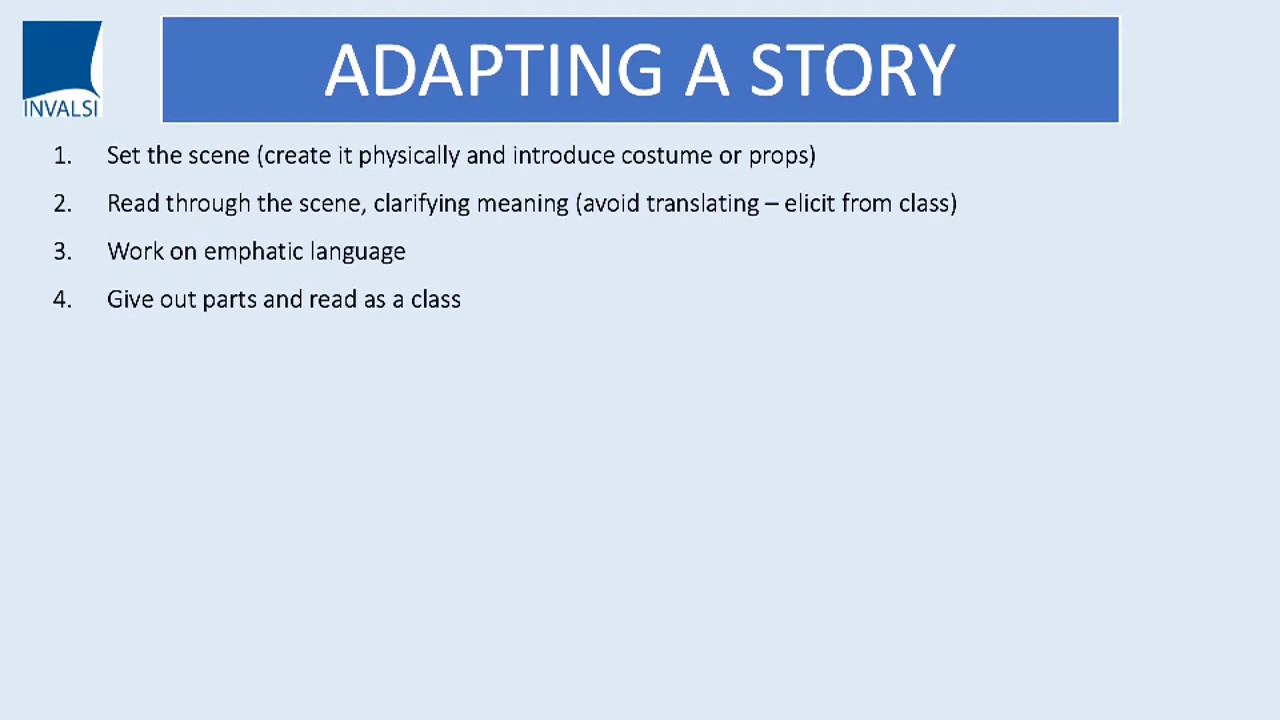 INVALSI
ADAPTING A STORY
1. Set the scene (create it physically and introduce costume or props)
2. Read through the scene, clarifying meaning (avoid translating – elicit from class)
3. Work on emphatic language
4. Give out parts and read as a class